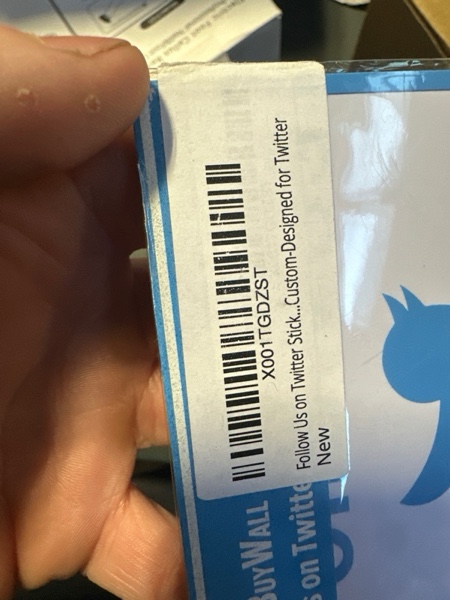 X001TGDZST
Follow Us on Twitter Stick...Custom-Designed for Twitter
New
BUYWALL
s on Twitte